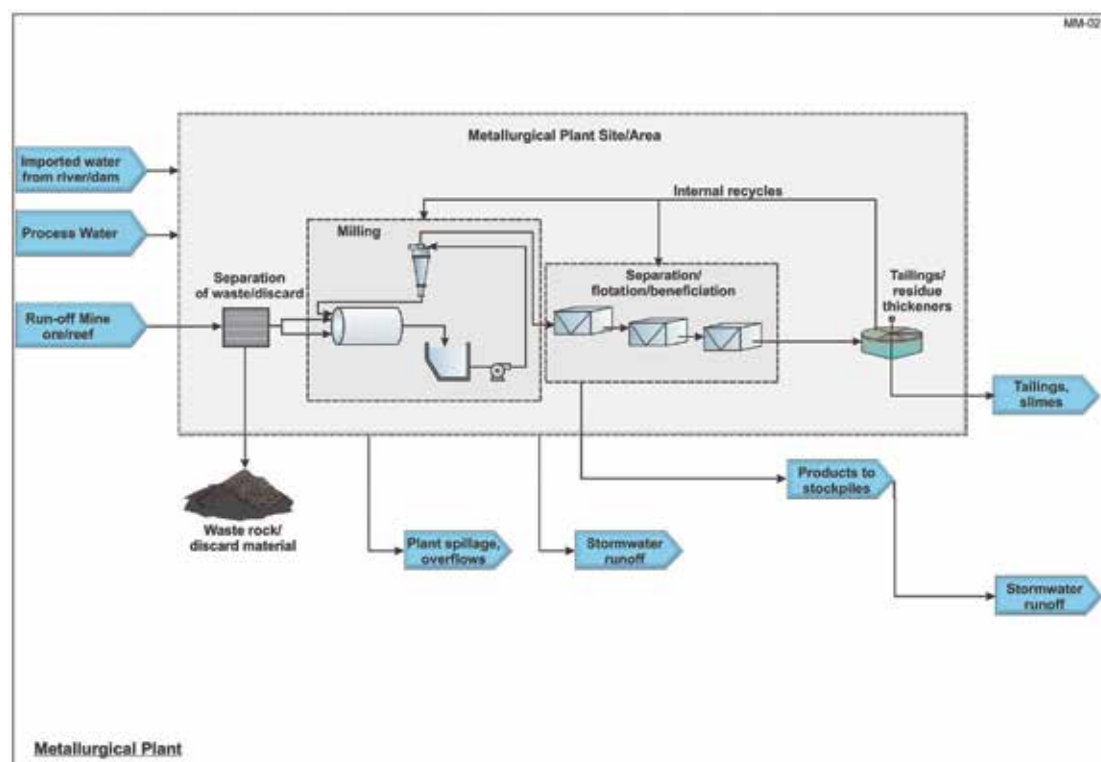 MM-02
Metallurgical Plant Site/Area
Imported water
from river/dam
Internal recycles
Process Water
Milling
Separation
of waste/discard
Separation/
flotation/beneficiation
Tailings/
residue
thickeners
Run-off Mine
ore/reef
Tailings,
slimes
Products to
stockpiles
Waste rock/
discard material
Plant spillage,
overflows
Stormwater
runoff
Stormwater
runoff
Metallurgical Plant